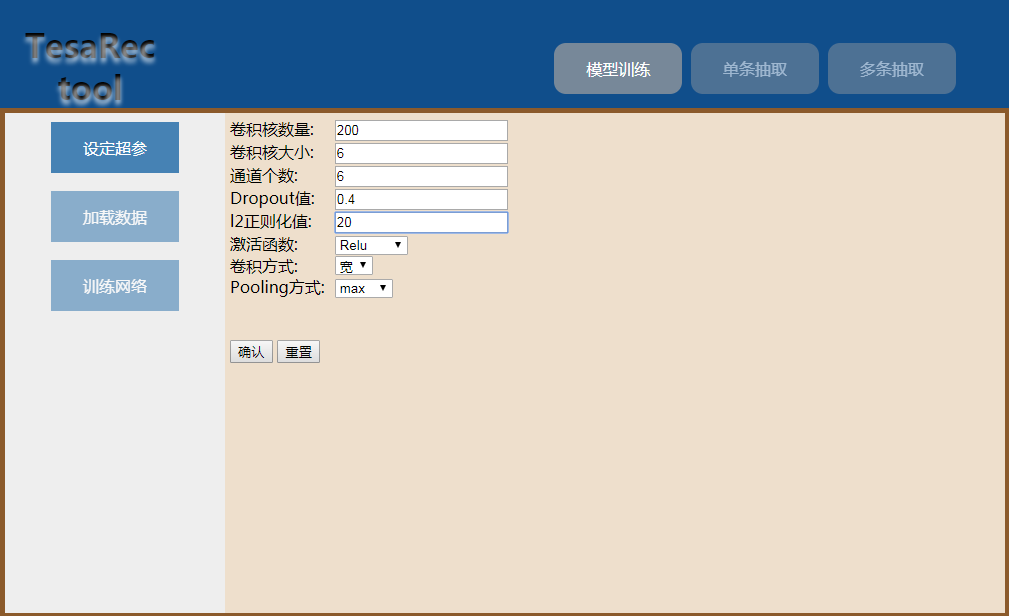 TesaRec
tool
模型训练
单条抽取
多条抽取
设定超参
加载数据
训练网络
卷积核数量: 200
卷积核大小: 6
通道个数: 6
Dropout值: 0.4
l2正则化值: 20
激活函数: Relu
卷积方式: 宽
Pooling方式: max
确认 重置